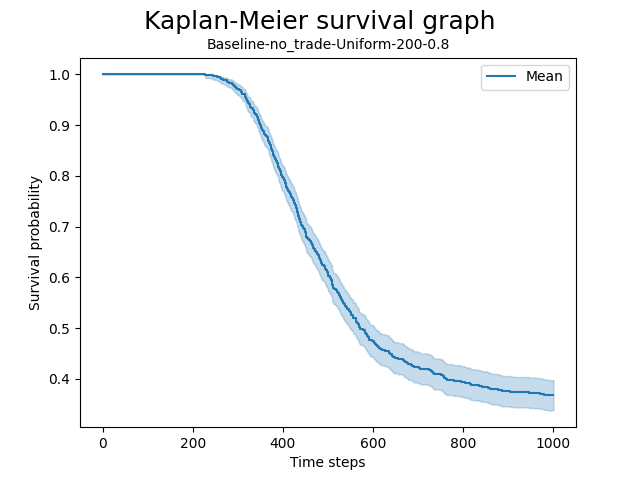 Kaplan-Meier survival graph
Baseline-no_trade-Uniform-200-0.8
Mean
1.0
0.9
0.8
0.7
0.6
0.5
0.4
Survival probability
0 200 400 600 800 1000
Time steps